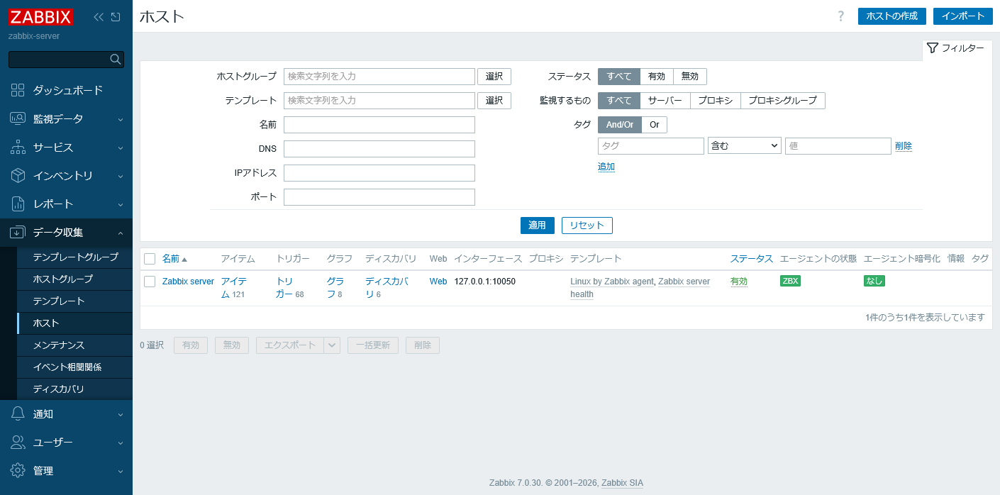 ZABBIX
zabbix-server
ダッシュボード
監視データ
サービス
インベントリ
レポート
データ収集
テンプレートグループ
ホストグループ
テンプレート
ホスト
メンテナンス
イベント相関関係
ディスカバリ
通知
ユーザー
管理
ホスト
? ホストの作成 インポート
フィルター
ホストグループ 検索文字列を入力 選択
テンプレート 検索文字列を入力 選択
名前
DNS
IPアドレス
ポート
ステータス すべて 有効 無効
監視するもの すべて サーバー プロキシ プロキシグループ
タグ And/Or Or
タグ 含む 値 削除
追加
適用 リセット
名前 アイテム トリガー グラフ ディスカバリ Web インターフェース プロキシ テンプレート ステータス エージェントの状態 エージェント暗号化 情報 タグ
Zabbix server アイテ トリ グラ ディスカバ Web 127.0.0.1:10050 Linux by Zabbix agent, Zabbix server 有効 ZBX なし
ム 121 ガー 68 フ 8 リ 6 health
1件のうち1件を表示しています
0 選択 有効 無効 エクスポート 一括更新 削除
Zabbix 7.0.30. © 2001–2026, Zabbix SIA